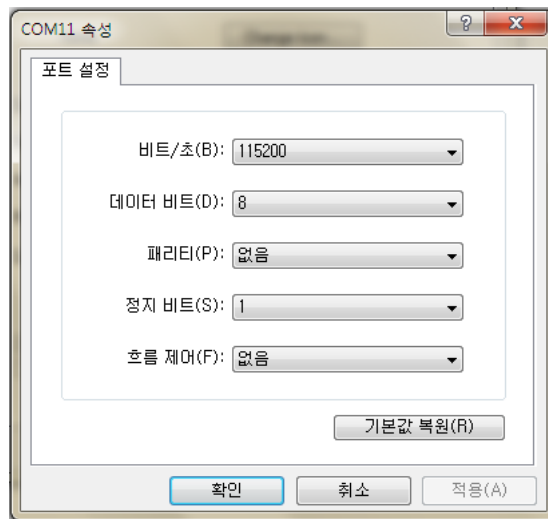 COM11 속성
포트 설정
비트/초(B): 115200
데이터 비트(D): 8
패리티(P): 없음
정지 비트(S): 1
흐름 제어(F): 없음
기본값 복원(R)
확인 취소 적용(A)